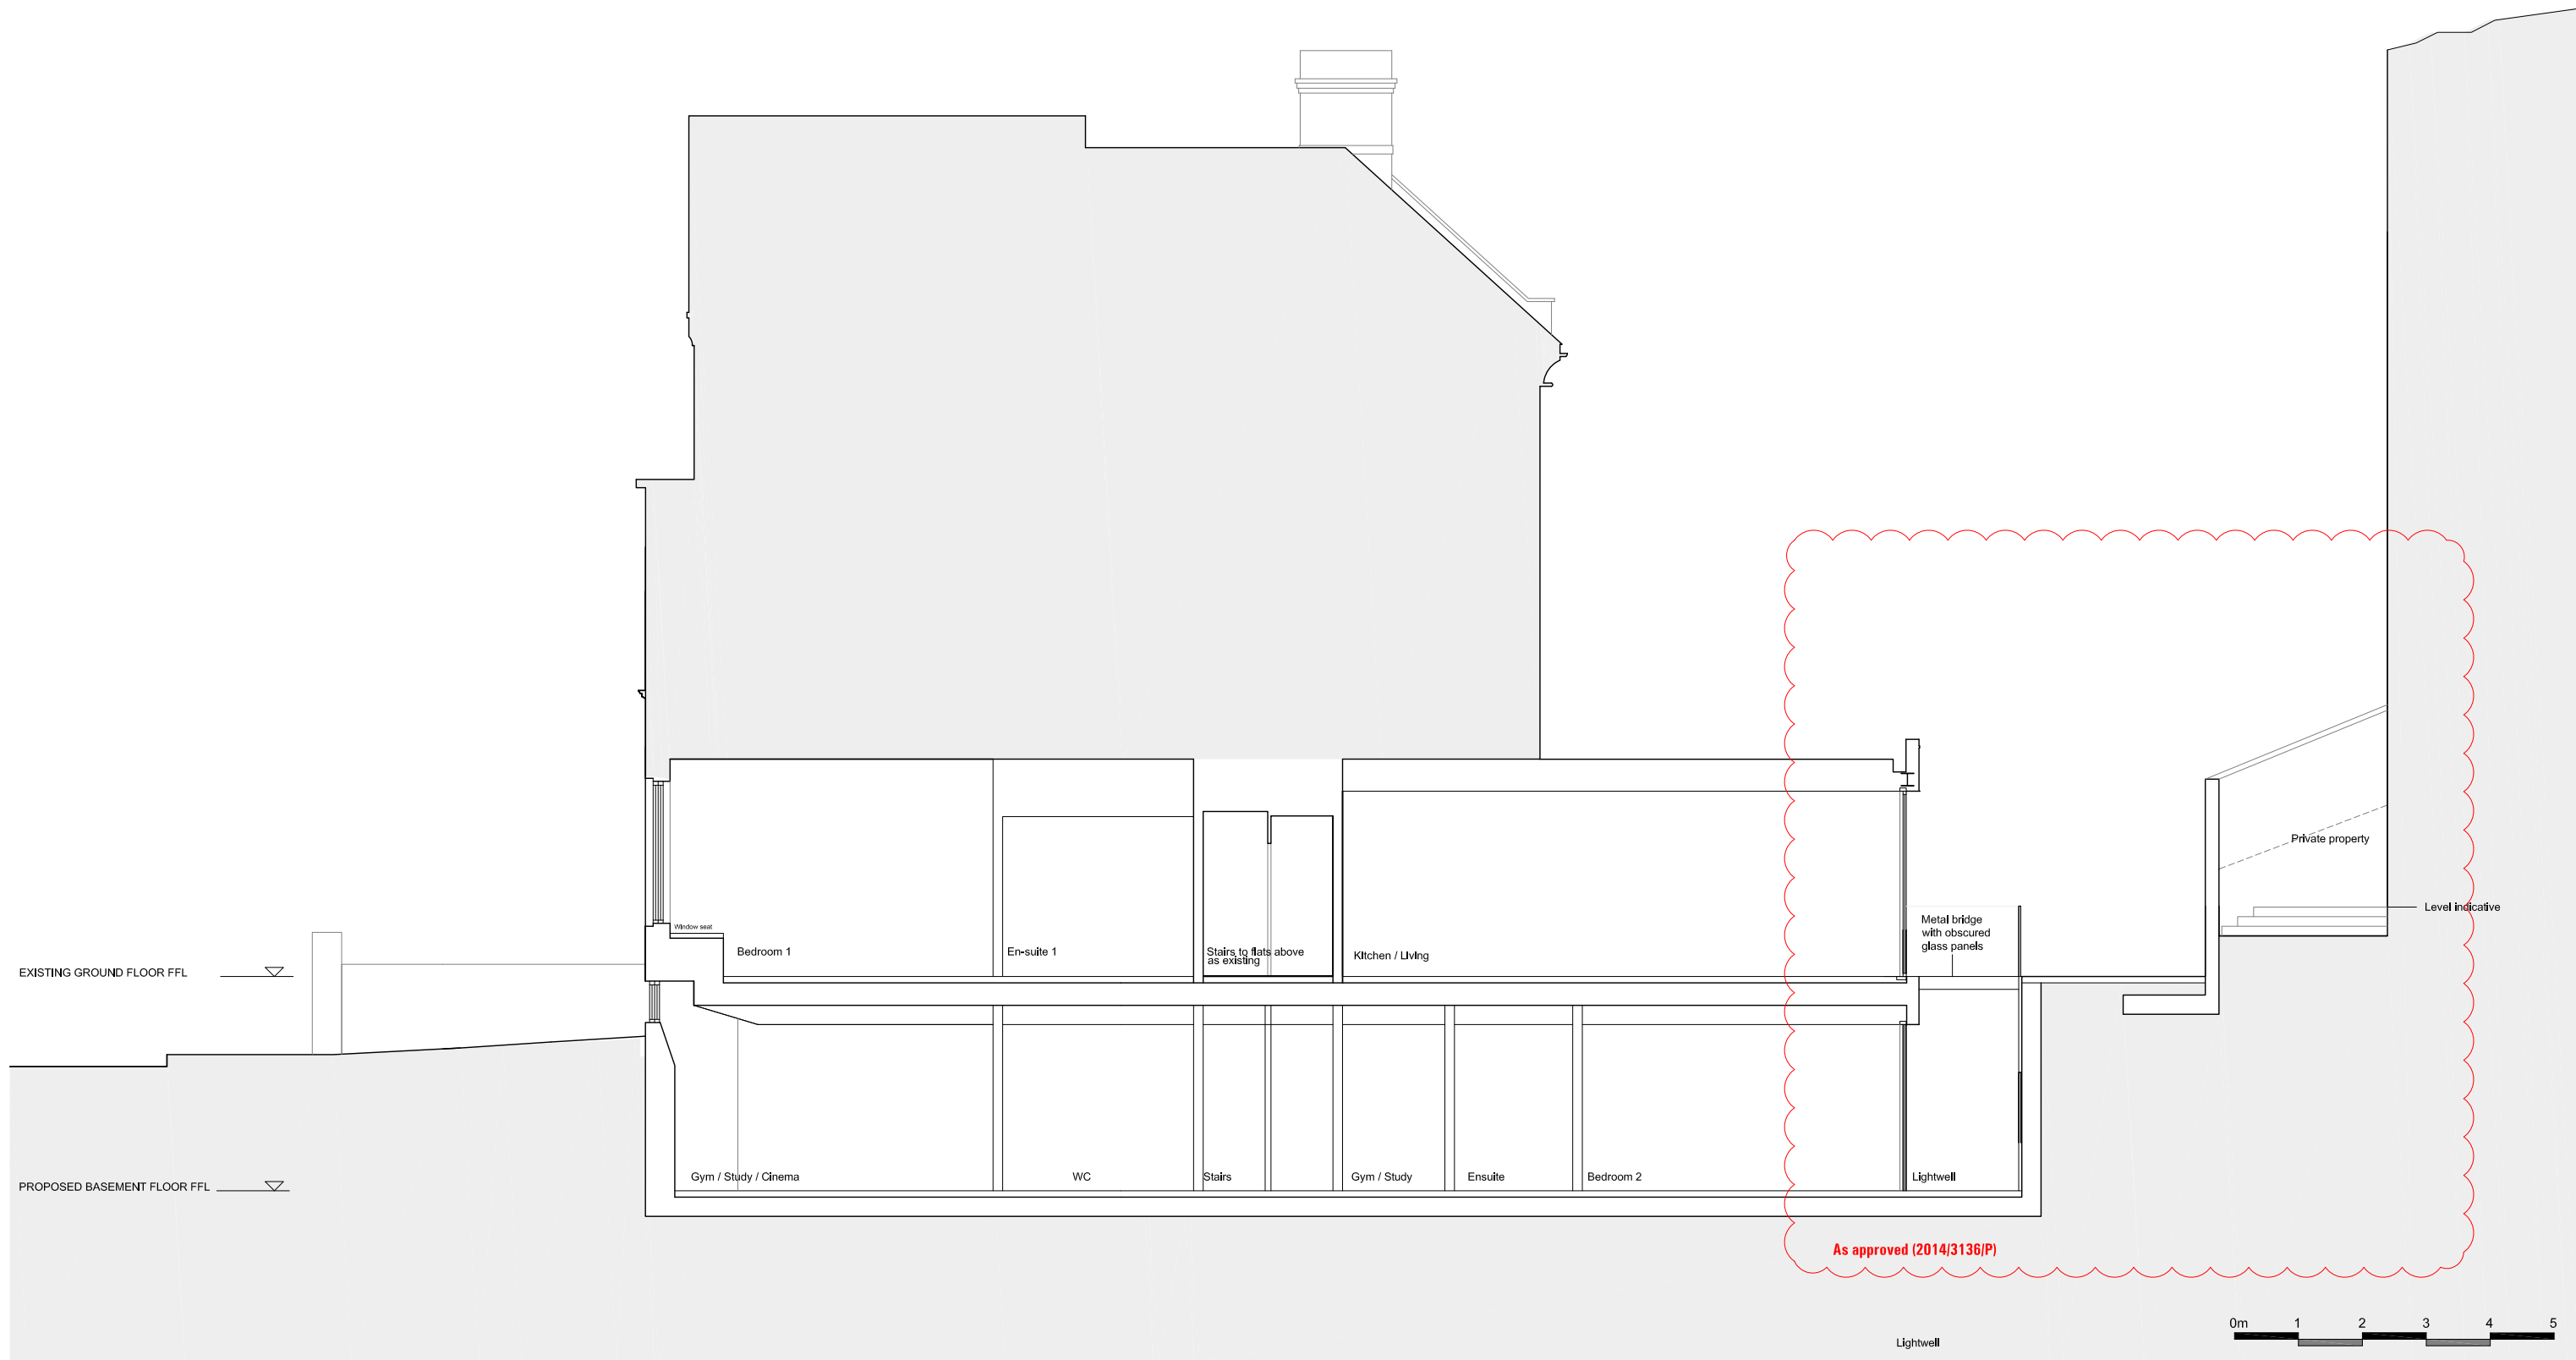 Window seat
Bedroom 1
En-suite 1
Stairs to flats above
as existing
Kitchen / Living
Metal bridge
with obscured
glass panels
Private property
Level indicative
EXISTING GROUND FLOOR FFL
PROPOSED BASEMENT FLOOR FFL
Gym / Study / Cinema
WC
Stairs
Gym / Study
Ensuite
Bedroom 2
Lightwell
As approved (2014/3136/P)
Lightwell
0m 1 2 3 4 5